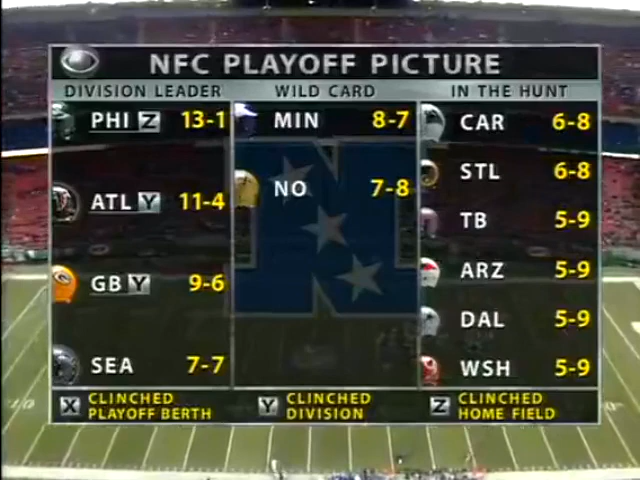 NFC PLAYOFF PICTURE
DIVISION LEADER WILD CARD IN THE HUNT
PHI Z 13-1
ATL Y 11-4
GB Y 9-6
SEA 7-7
MIN 8-7
NO 7-8
CAR 6-8
STL 6-8
TB 5-9
ARZ 5-9
DAL 5-9
WSH 5-9
X CLINCHED PLAYOFF BERTH
Y CLINCHED DIVISION
Z CLINCHED HOME FIELD